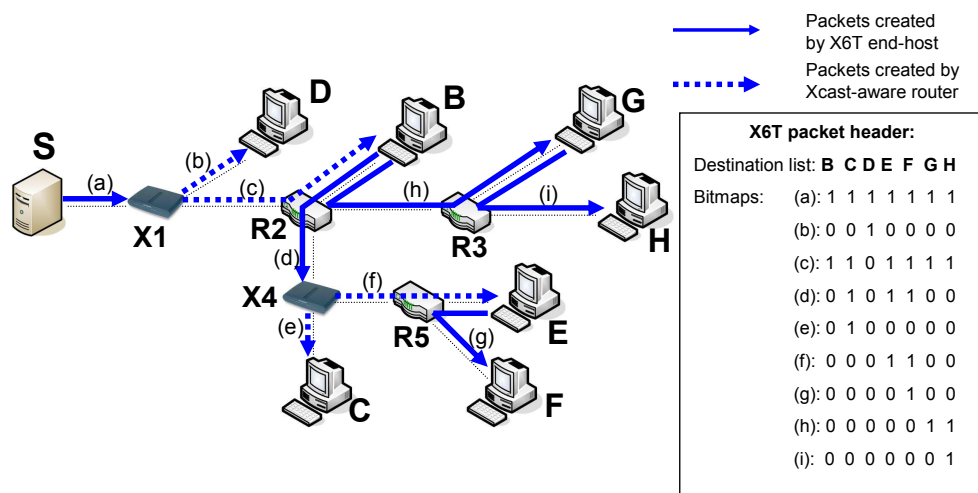 Packets created
by X6T end-host
Packets created by
Xcast-aware router
S
D
B
G
(a)
(b)
(c)
X1
R2
(h)
R3
(i)
H
(d)
X4
(f)
R5
E
(e)
(g)
C
F
X6T packet header:
Destination list: B C D E F G H
Bitmaps: (a): 1 1 1 1 1 1 1
(b): 0 0 1 0 0 0 0
(c): 1 1 0 1 1 1 1
(d): 0 1 0 1 1 0 0
(e): 0 1 0 0 0 0 0
(f): 0 0 0 1 1 0 0
(g): 0 0 0 0 1 0 0
(h): 0 0 0 0 0 1 1
(i): 0 0 0 0 0 0 1